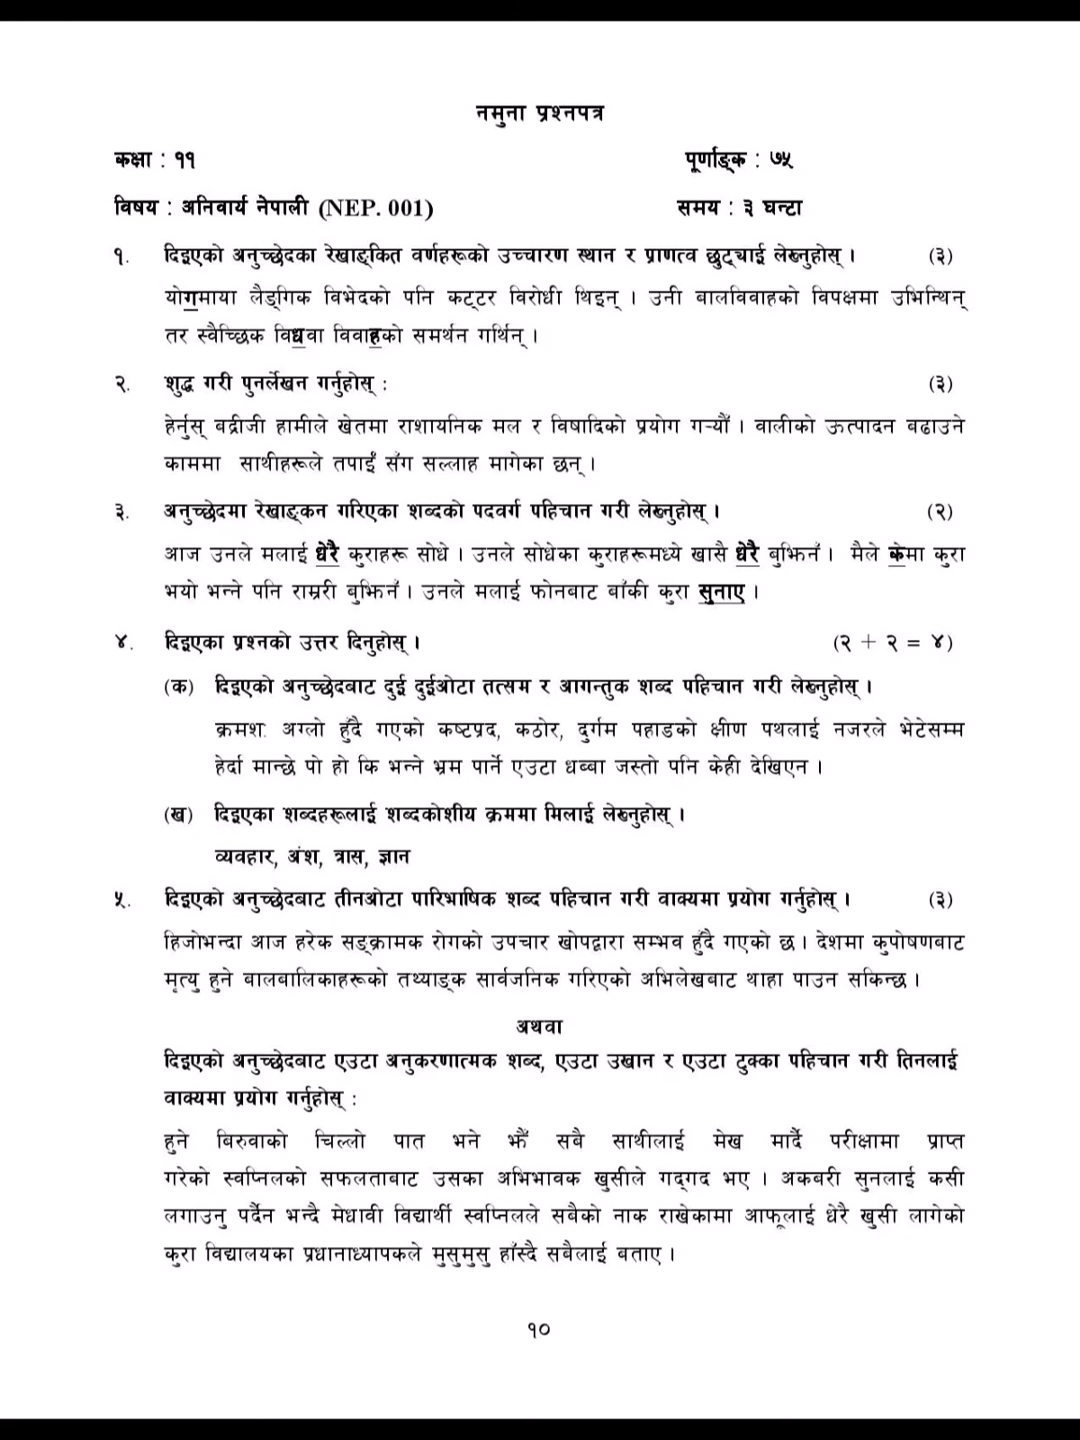 नमुना प्रश्नपत्र
कक्षा : ११ पूर्णाङ्क : ७५
विषय : अनिवार्य नेपाली (NEP. 001) समय : ३ घन्टा
१. दिइएको अनुच्छेदका रेखाङ्कित वर्णहरूको उच्चारण स्थान र प्राणत्व छुट्याई लेख्नुहोस् । (३)
योगमाया लैङ्गिक विभेदको पनि कट्टर विरोधी थिइन् । उनी बालविवाहको विपक्षमा उभिन्थिन्
तर स्वैच्छिक विधवा विवाहको समर्थन गर्थिन् ।
२. शुद्ध गरी पुनर्लेखन गर्नुहोस् : (३)
हेर्नुस् बद्रीजी हामीले खेतमा राशायनिक मल र विषादिको प्रयोग गऱ्यौं । वालीको ऊत्पादन बढाउने
काममा साथीहरूले तपाईं सँग सल्लाह मागेका छन् ।
३. अनुच्छेदमा रेखाङ्कन गरिएका शब्दको पदवर्ग पहिचान गरी लेख्नुहोस् । (२)
आज उनले मलाई धेरै कुराहरू सोधे । उनले सोधेका कुराहरूमध्ये खासै धेरै बुझिनँ । मैले केमा कुरा
भयो भन्ने पनि राम्ररी बुझिनँ । उनले मलाई फोनबाट बाँकी कुरा सुनाए ।
४. दिइएका प्रश्नको उत्तर दिनुहोस् । (२ + २ = ४)
(क) दिइएको अनुच्छेदबाट दुई दुईओटा तत्सम र आगन्तुक शब्द पहिचान गरी लेख्नुहोस् ।
क्रमश: अग्लो हुँदै गएको कष्टप्रद, कठोर, दुर्गम पहाडको क्षीण पथलाई नजरले भेटेसम्म
हेर्दा मान्छे पो हो कि भन्ने भ्रम पार्ने एउटा धब्बा जस्तो पनि केही देखिएन ।
(ख) दिइएका शब्दहरूलाई शब्दकोशीय क्रममा मिलाई लेख्नुहोस् ।
व्यवहार, अंश, त्रास, ज्ञान
५. दिइएको अनुच्छेदबाट तीनओटा पारिभाषिक शब्द पहिचान गरी वाक्यमा प्रयोग गर्नुहोस् । (३)
हिजोभन्दा आज हरेक सङ्क्रामक रोगको उपचार खोपद्वारा सम्भव हुँदै गएको छ । देशमा कुपोषणबाट
मृत्यु हुने बालबालिकाहरूको तथ्याङ्क सार्वजनिक गरिएको अभिलेखबाट थाहा पाउन सकिन्छ ।
अथवा
दिइएको अनुच्छेदबाट एउटा अनुकरणात्मक शब्द, एउटा उखान र एउटा टुक्का पहिचान गरी तिनलाई
वाक्यमा प्रयोग गर्नुहोस् :
हुने बिरुवाको चिल्लो पात भने झैँ सबै साथीलाई मेख मार्दै परीक्षामा प्राप्त
गरेको स्वप्निलको सफलताबाट उसका अभिभावक खुसीले गद्गद भए । अकबरी सुनलाई कसी
लगाउनु पर्दैन भन्दै मेधावी विद्यार्थी स्वप्निलले सबैको नाक राखेकामा आफूलाई धेरै खुसी लागेको
कुरा विद्यालयका प्रधानाध्यापकले मुसुमुसु हाँस्दै सबैलाई बताए ।
१०